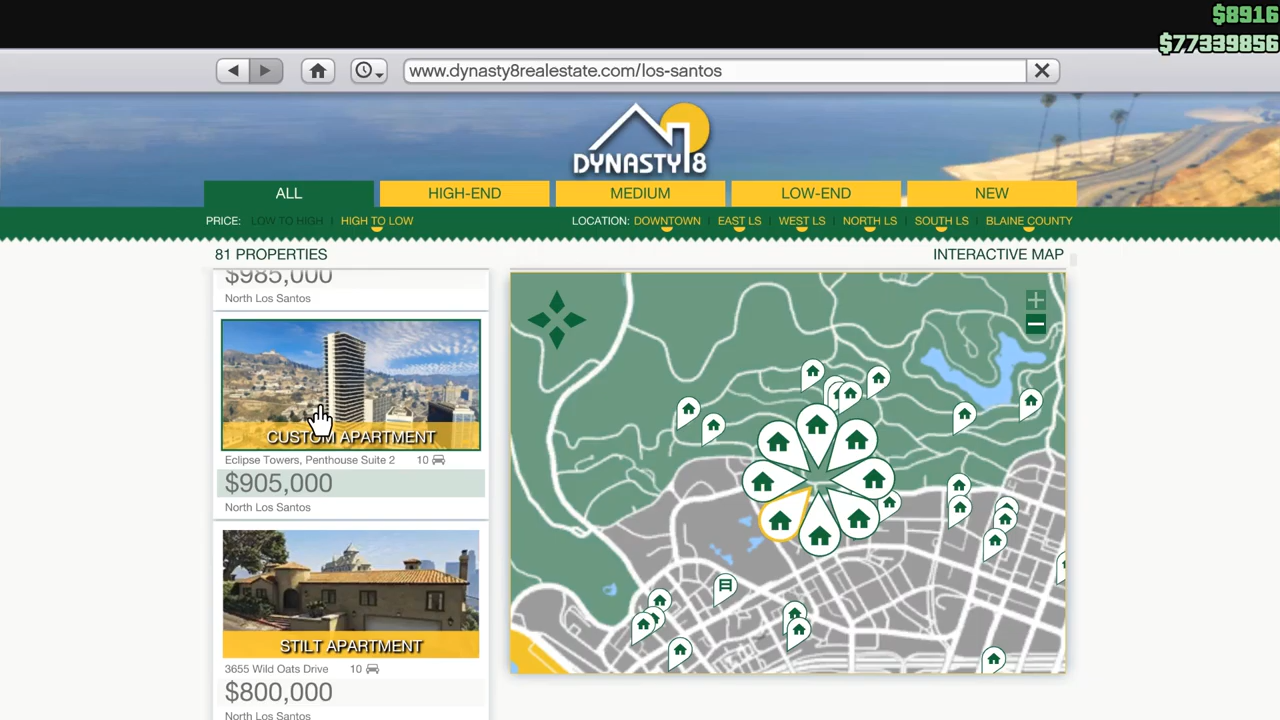 $8916
$77339856
www.dynasty8realestate.com/los-santos
DYNASTY 8
ALL
HIGH-END
MEDIUM
LOW-END
NEW
PRICE: LOW TO HIGH | HIGH TO LOW
LOCATION: DOWNTOWN | EAST LS | WEST LS | NORTH LS | SOUTH LS | BLAINE COUNTY
81 PROPERTIES
INTERACTIVE MAP
$985,000
North Los Santos
CUSTOM APARTMENT
Eclipse Towers, Penthouse Suite 2 10
$905,000
North Los Santos
STILT APARTMENT
3655 Wild Oats Drive 10
$800,000
North Los Santos